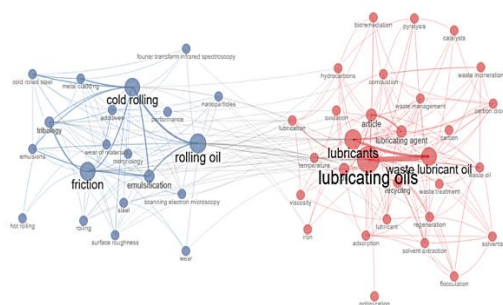 bioremediation
pyrolysis
catalysts
fourier transform infrared spectroscopy
cold rolled steel
metal cladding
hydrocarbons
combustion
waste incineration
cold rolling
nanoparticles
additives
performance
oxidation
waste management
carbon dioxide
article
tribology
lubrication
lubricating agent
carbon
emulsions
wear of materials
rolling oil
lubricants
morphology
waste lubricant oil
temperature
lubricating oils
waste oil
friction
emulsification
recycling
waste treatment
scanning electron microscopy
viscosity
steel
lubricant
regeneration
hot rolling
rolling
iron
solvents
surface roughness
adsorption
solvent extraction
wear
flocculation